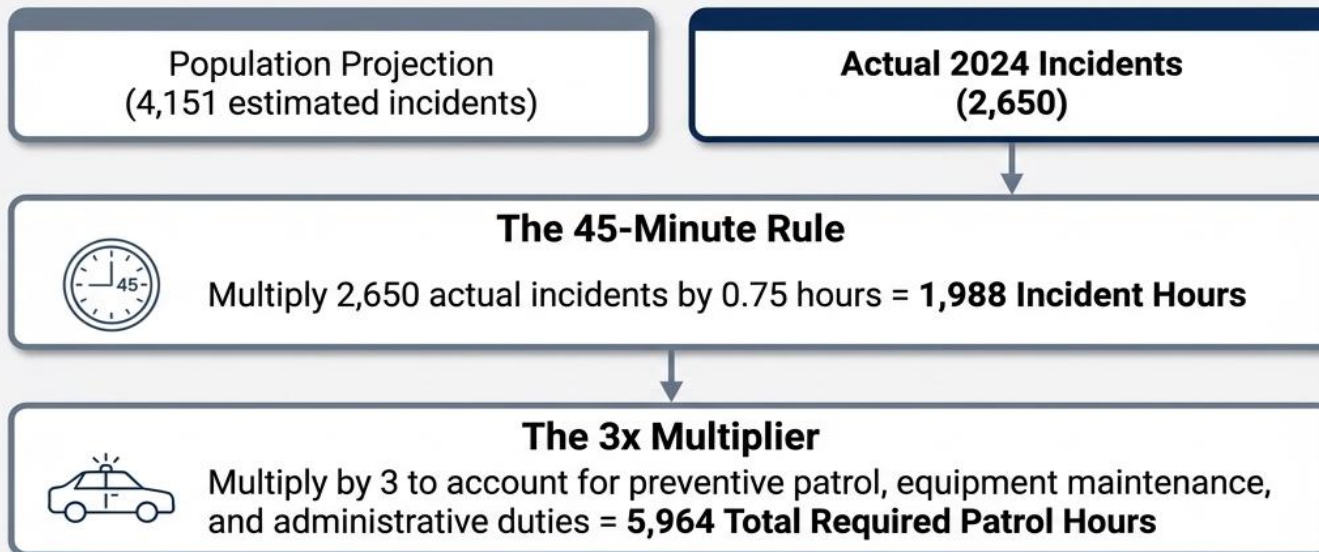 Population Projection
(4,151 estimated incidents)
Actual 2024 Incidents
(2,650)
The 45-Minute Rule
45
Multiply 2,650 actual incidents by 0.75 hours = 1,988 Incident Hours
The 3x Multiplier
Multiply by 3 to account for preventive patrol, equipment maintenance,
and administrative duties = 5,964 Total Required Patrol Hours